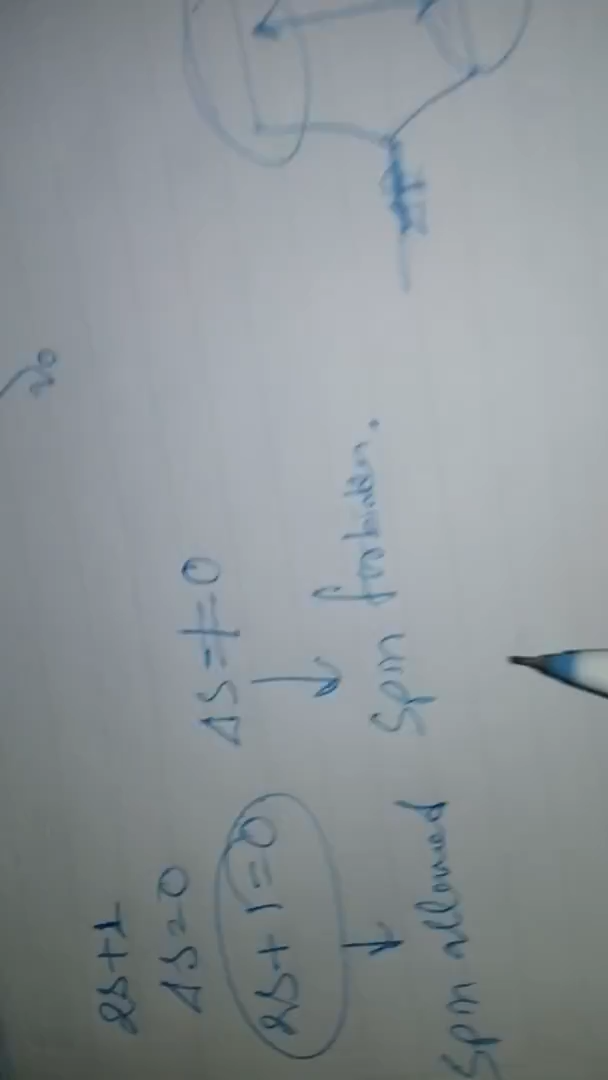 2s+1
ΔS=0
2s+1=0
↓
Spin allowed
ΔS≠0
↓
Spin forbidden.